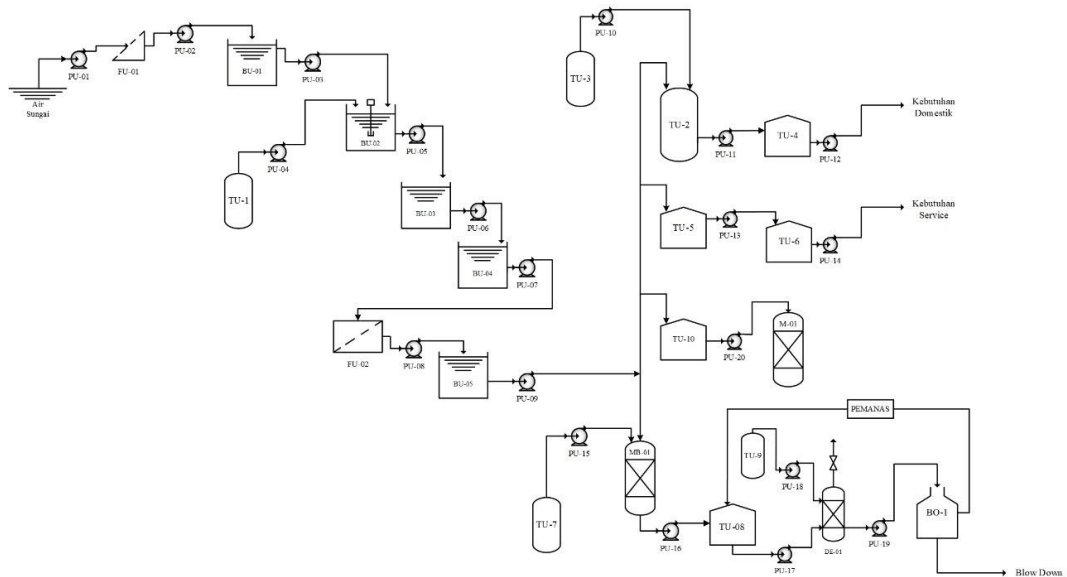 PU-10
PU-02
PU-01
FU-01
BU-01
PU-03
TU-3
Air
Sungai
Kebutuhan
Domestik
TU-2
TU-4
PU-11
PU-12
BU-02
PU-05
PU-04
TU-1
BU-03
PU-06
Kebutuhan
Service
TU-5
PU-13
TU-6
PU-14
BU-04
PU-07
M-01
TU-10
PU-20
FU-02
PU-08
BU-05
PU-09
PEMANAS
PU-15
MB-01
TU-9
PU-18
TU-7
TU-08
BO-1
PU-16
PU-17
DE-01
PU-19
Blow Down